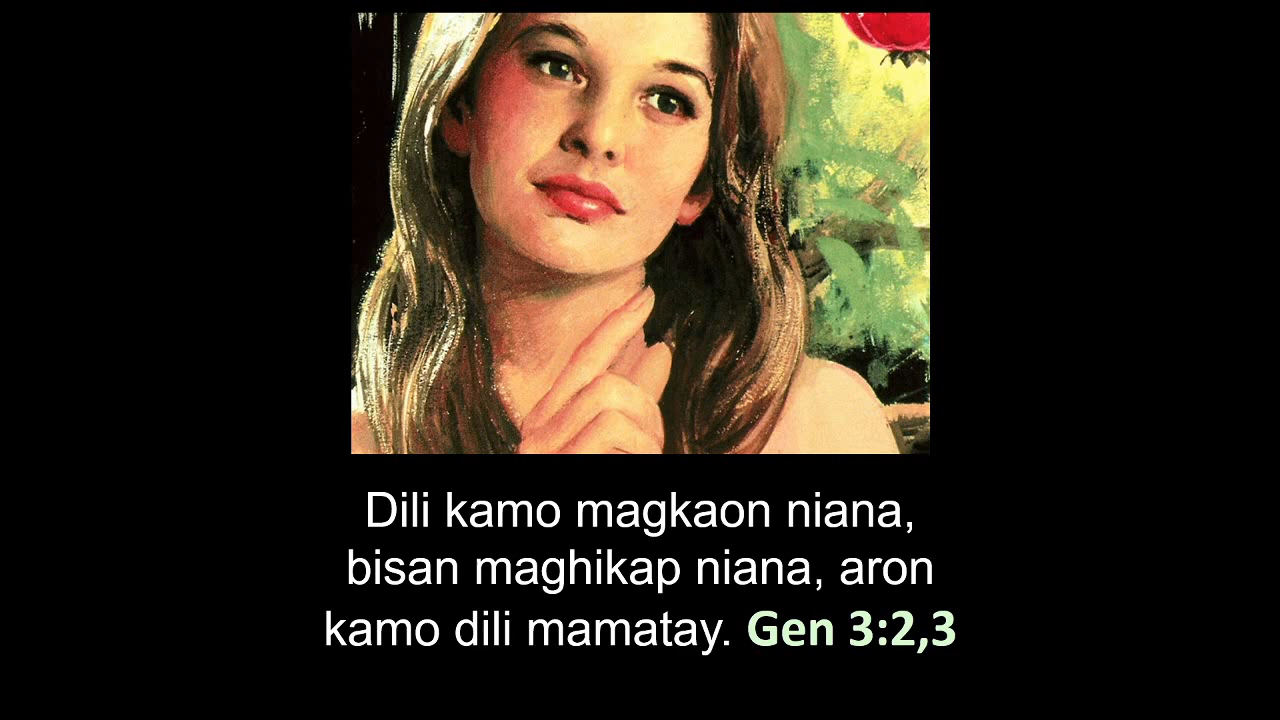 Dili kamo magkaon niana,
bisan maghikap niana, aron
kamo dili mamatay. Gen 3:2,3